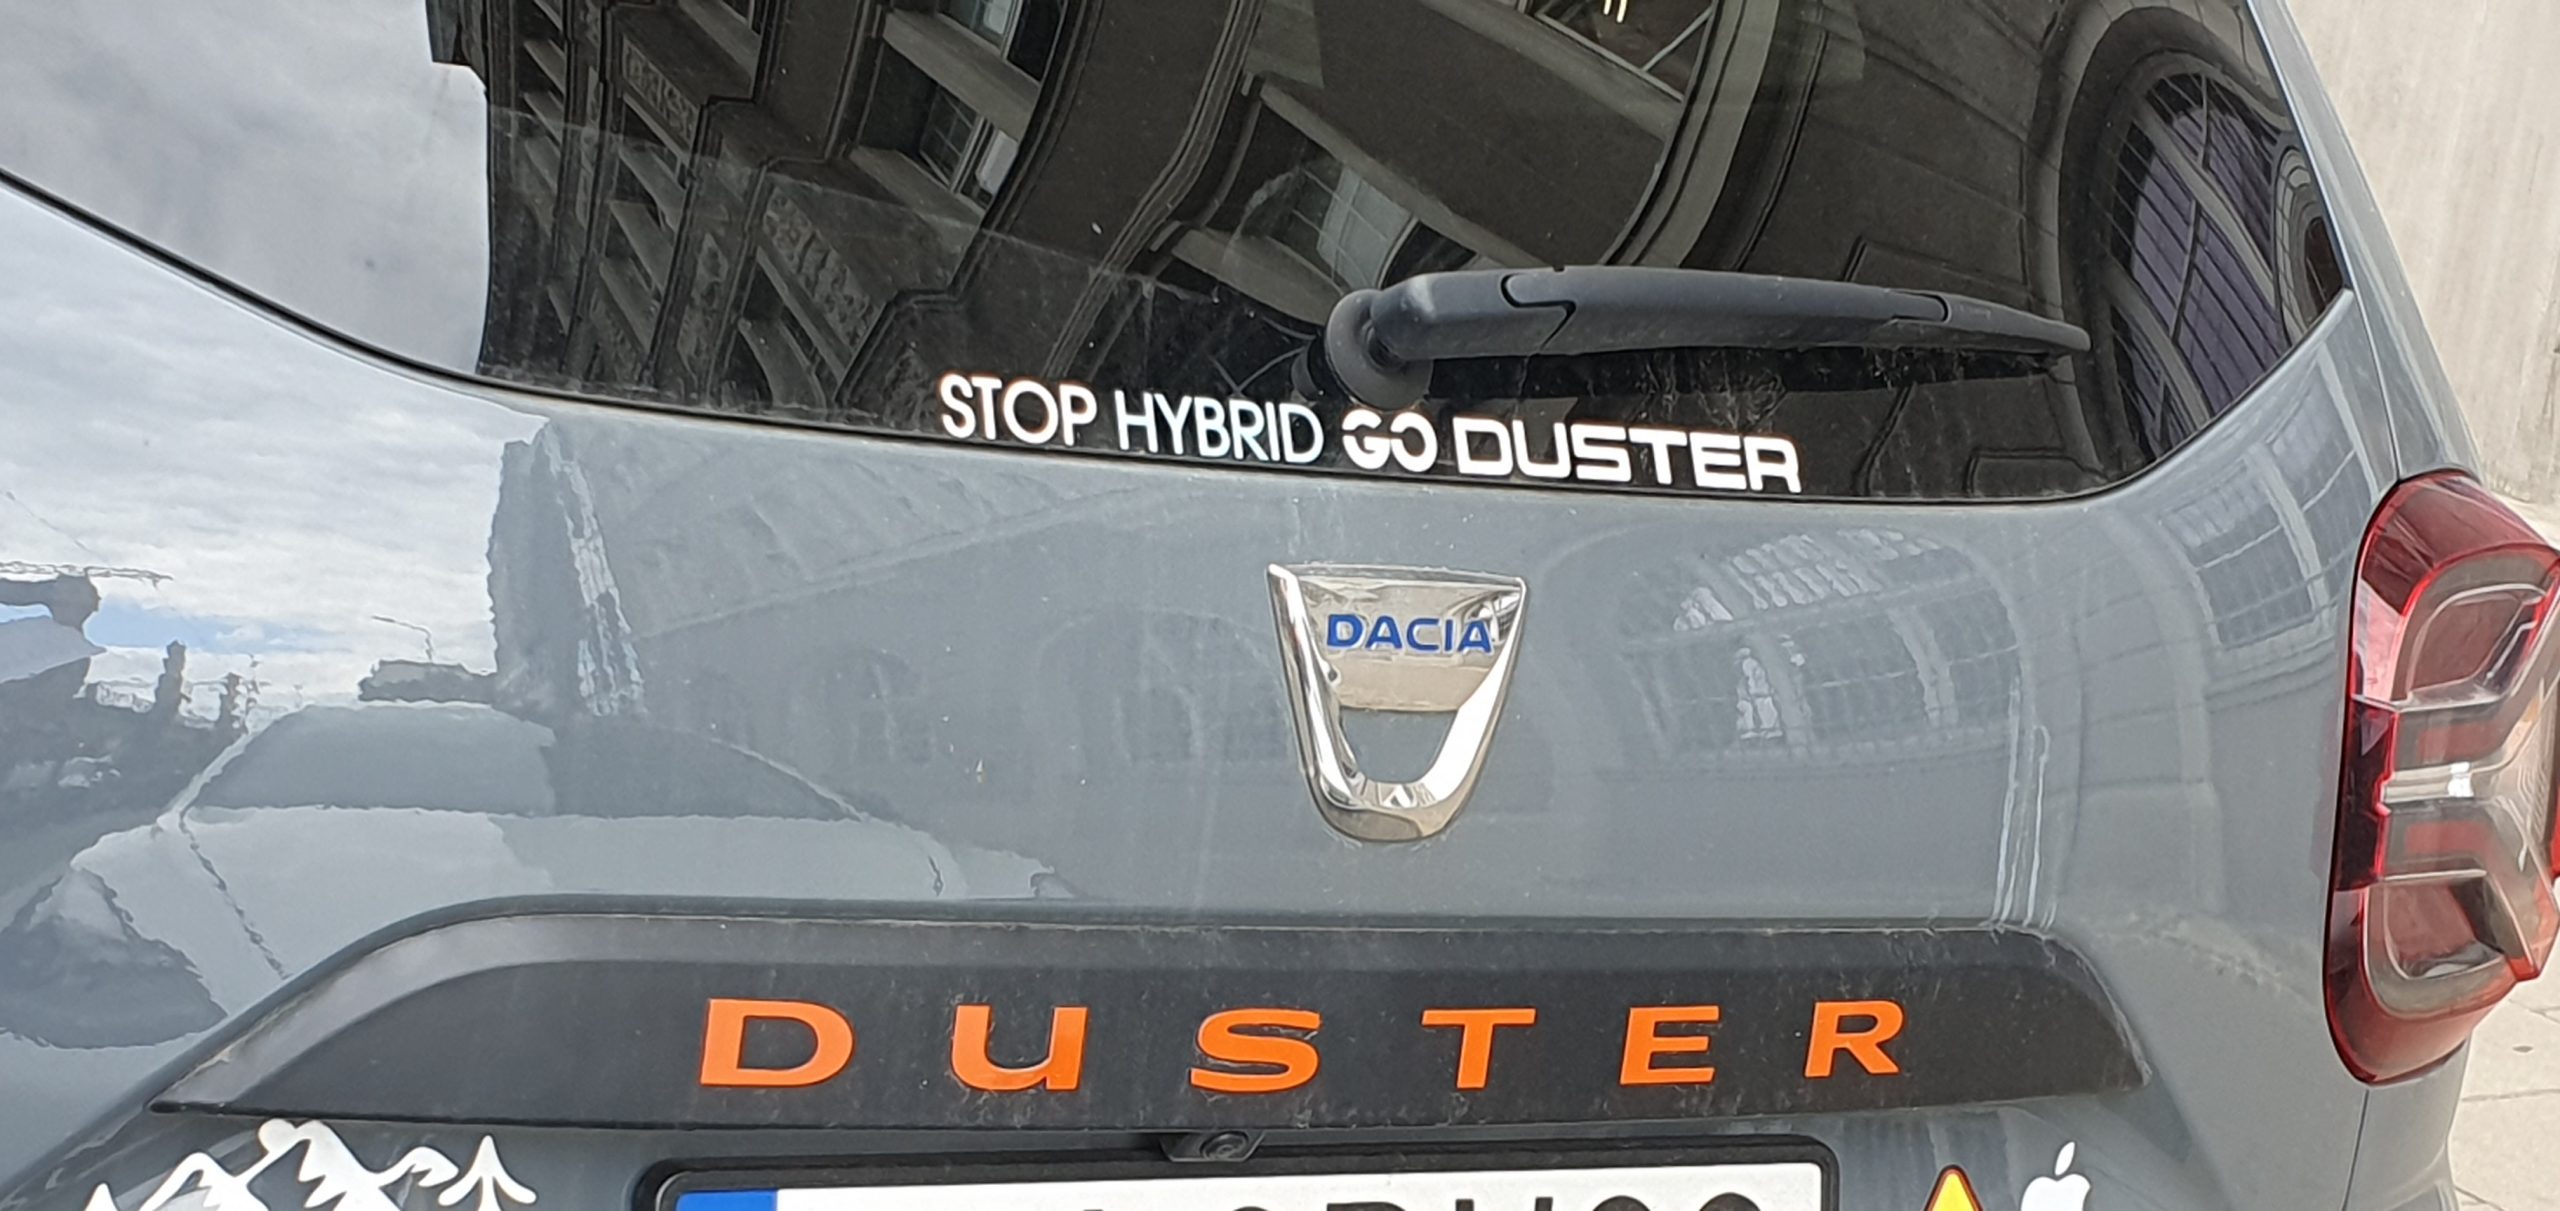 STOP HYBRID GO DUSTER
DACIA
DUSTER